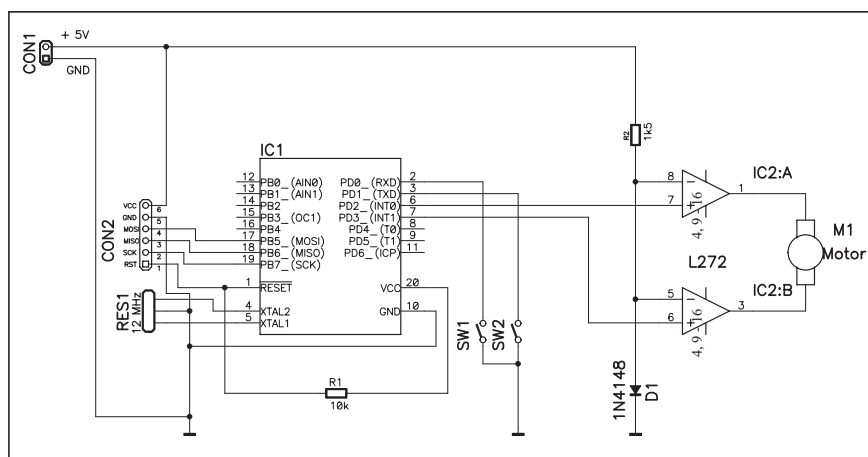 CON1
+ 5V
GND
IC1
12 PB0_(AIN0)
13 PB1_(AIN1)
14 PB2
15 PB3_(OC1)
16 PB4
17 PB5_(MOSI)
18 PB6_(MISO)
19 PB7_(SCK)
1 RESET
4 XTAL2
5 XTAL1
PD0_(RXD) 2
PD1_(TXD) 3
PD2_(INT0) 6
PD3_(INT1) 7
PD4_(T0) 8
PD5_(T1) 9
PD6_(ICP) 11
VCC 20
GND 10
CON2
VCC 6
GND 5
MOSI 4
MISO 3
SCK 2
RST 1
RES1
12 MHz
R1
10k
SW1
SW2
R2
1k5
8
7
1
IC2:A
4, 9-16
L272
5
6
3
IC2:B
4, 9-16
M1
Motor
1N4148
D1